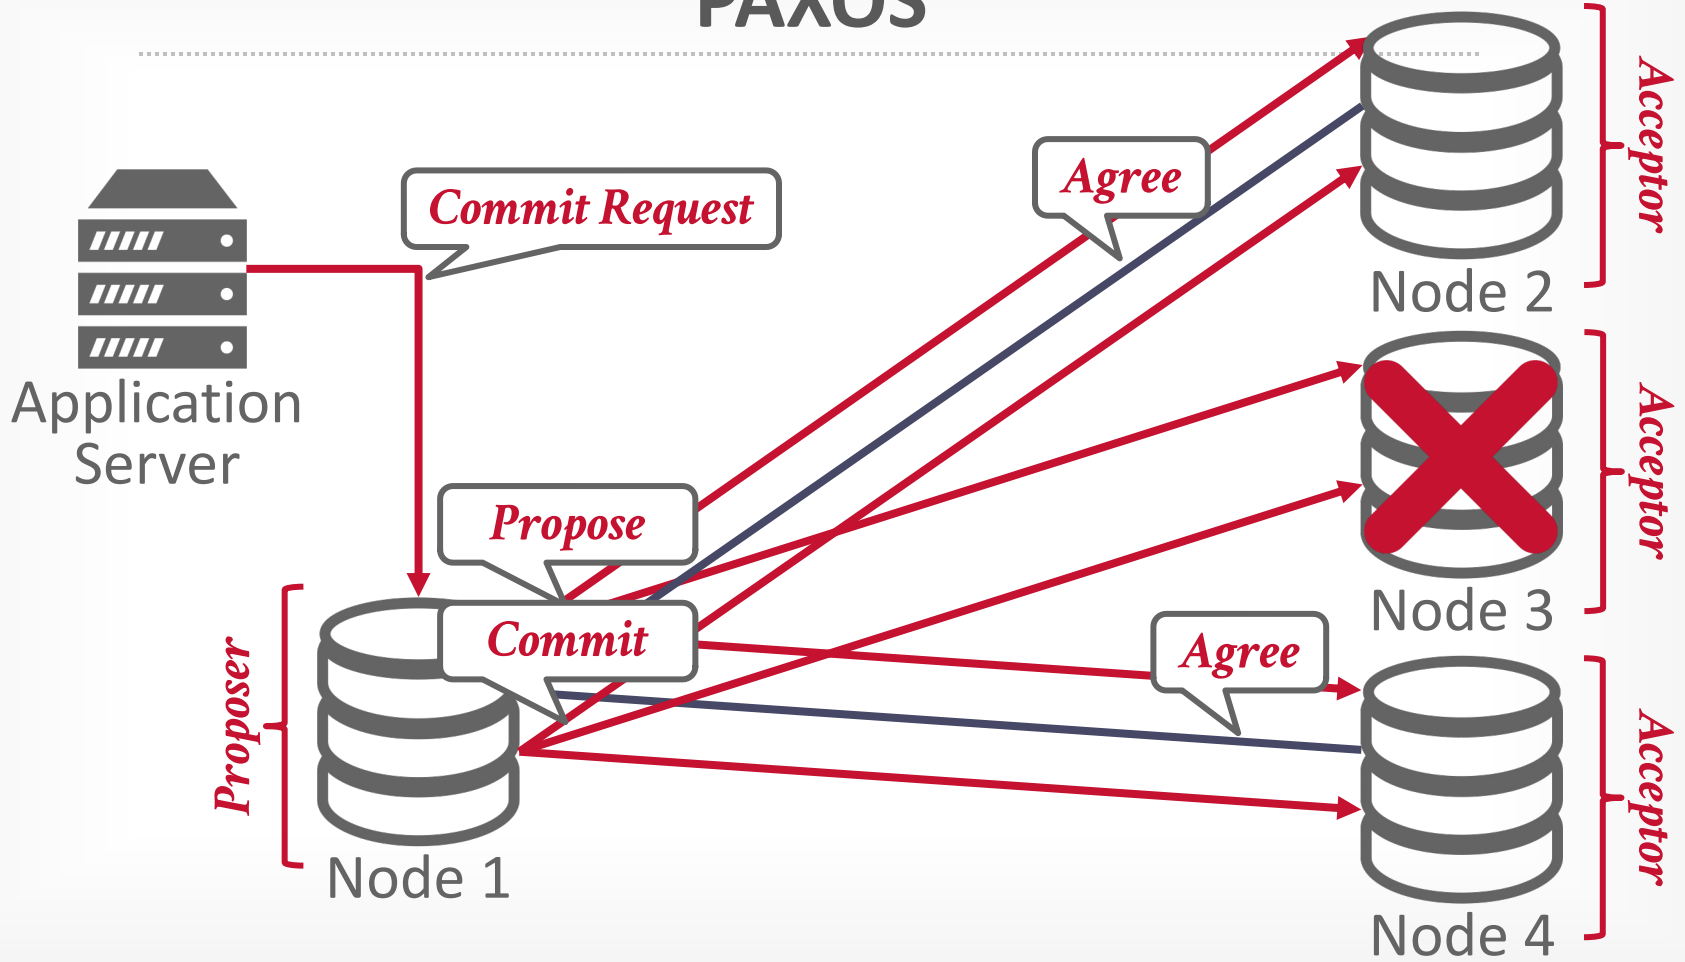 PAXOS
Commit Request
Agree
Acceptor
Node 2
Application
Server
Propose
Acceptor
Node 3
Commit
Agree
Proposer
Node 1
Acceptor
Node 4